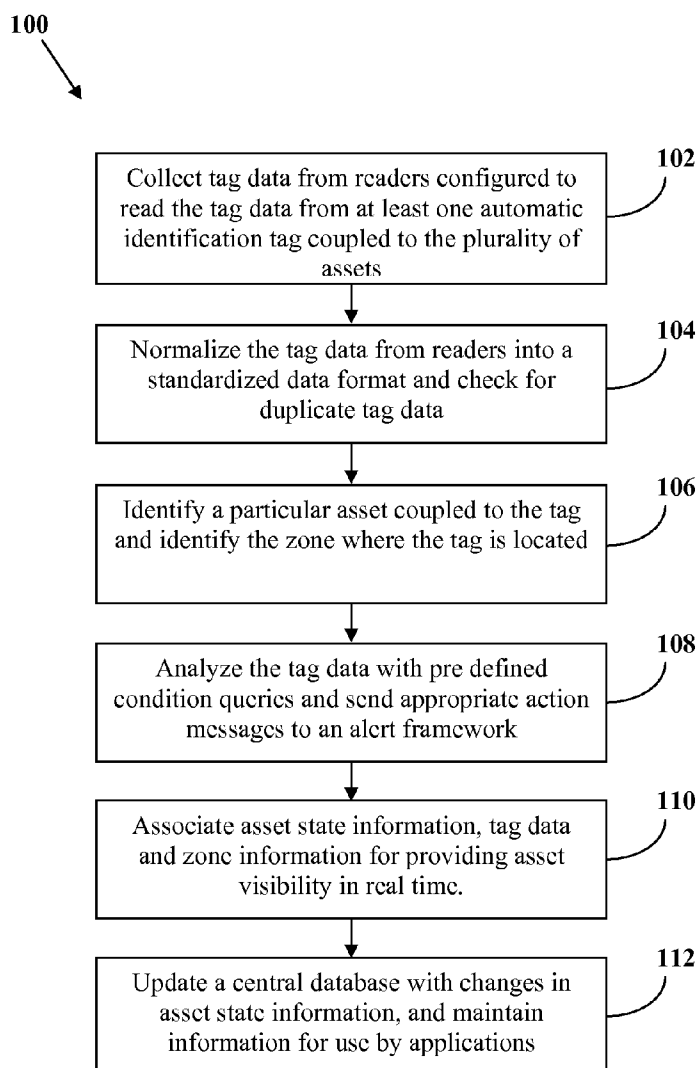 100
102
Collect tag data from readers configured to
read the tag data from at least one automatic
identification tag coupled to the plurality of
assets
104
Normalize the tag data from readers into a
standardized data format and check for
duplicate tag data
106
Identify a particular asset coupled to the tag
and identify the zone where the tag is located
108
Analyze the tag data with pre defined
condition queries and send appropriate action
messages to an alert framework
110
Associate asset state information, tag data
and zone information for providing asset
visibility in real time.
112
Update a central database with changes in
asset state information, and maintain
information for use by applications